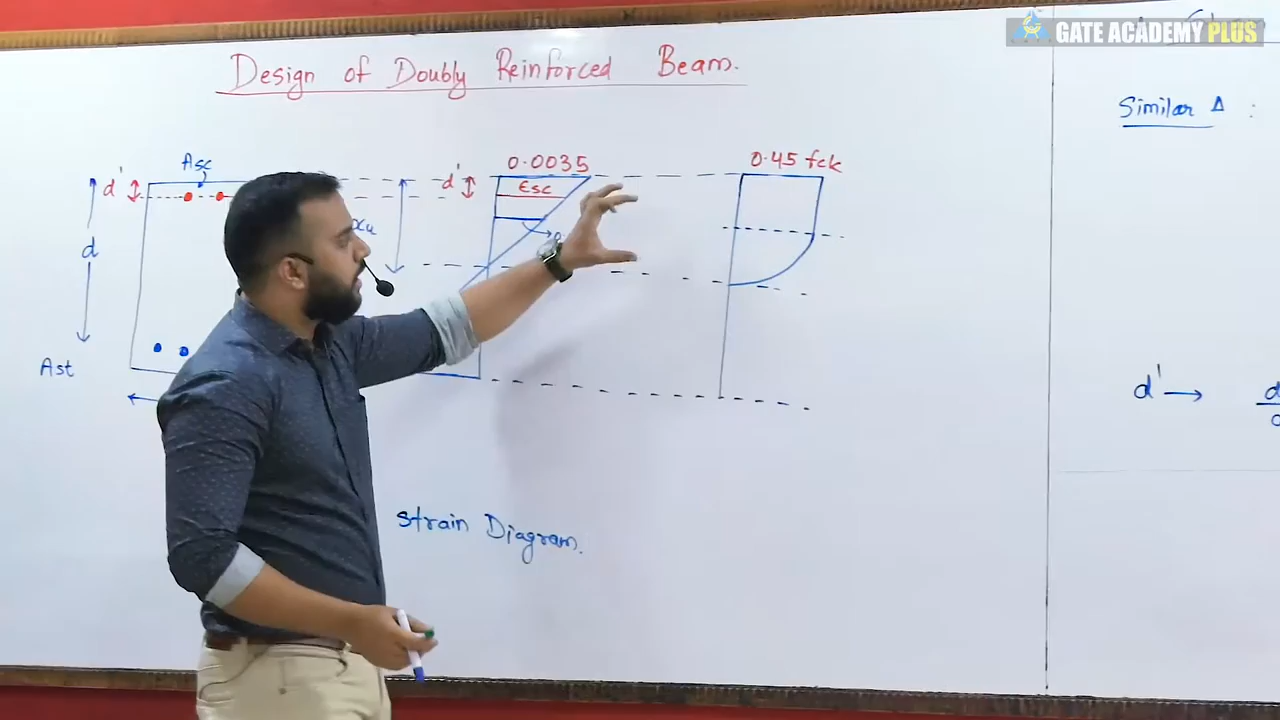 GATE ACADEMY PLUS
Design of Doubly Reinforced Beam.
Similar Δ :
Asc
d'
d
Ast
xu
d'
0.0035
Esc
0.45 fck
d' →
Strain Diagram.